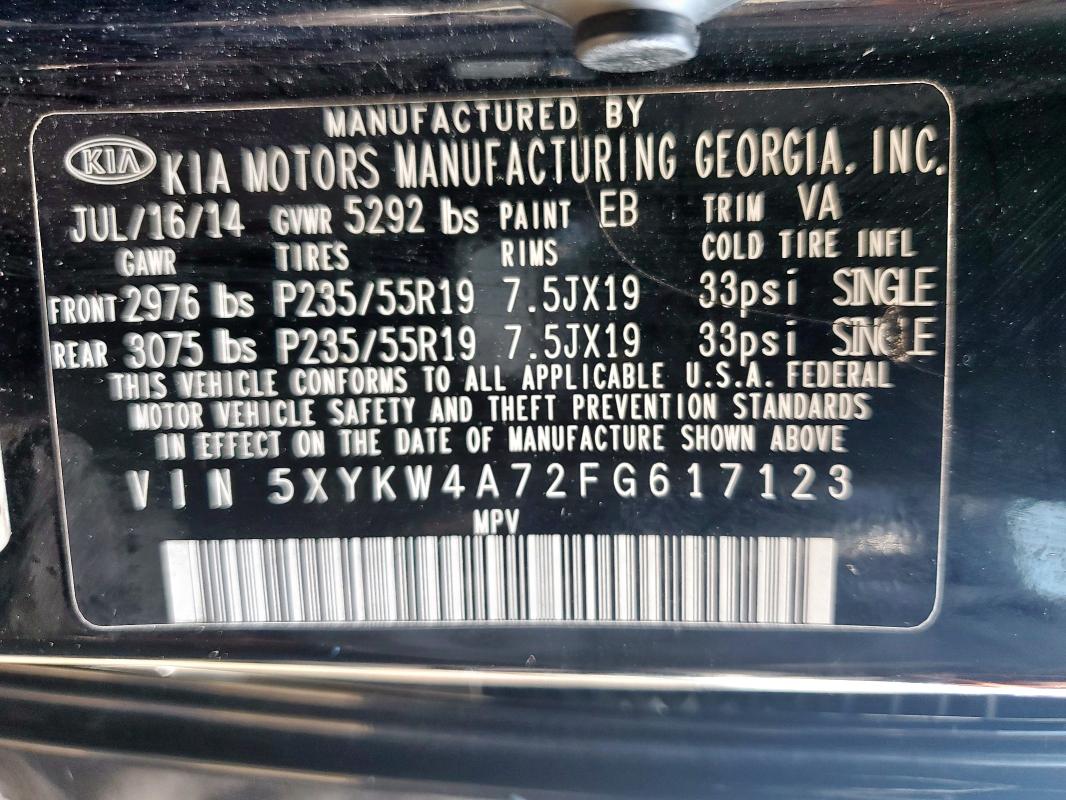 MANUFACTURED BY
KIA KIA MOTORS MANUFACTURING GEORGIA, INC.
JUL/16/14 GVWR 5292 lbs PAINT EB TRIM VA
GAWR TIRES RIMS COLD TIRE INFL
FRONT 2976 lbs P235/55R19 7.5JX19 33psi SINGLE
REAR 3075 lbs P235/55R19 7.5JX19 33psi SINGLE
THIS VEHICLE CONFORMS TO ALL APPLICABLE U.S.A. FEDERAL
MOTOR VEHICLE SAFETY AND THEFT PREVENTION STANDARDS
IN EFFECT ON THE DATE OF MANUFACTURE SHOWN ABOVE
VIN 5XYKW4A72FG617123
MPV